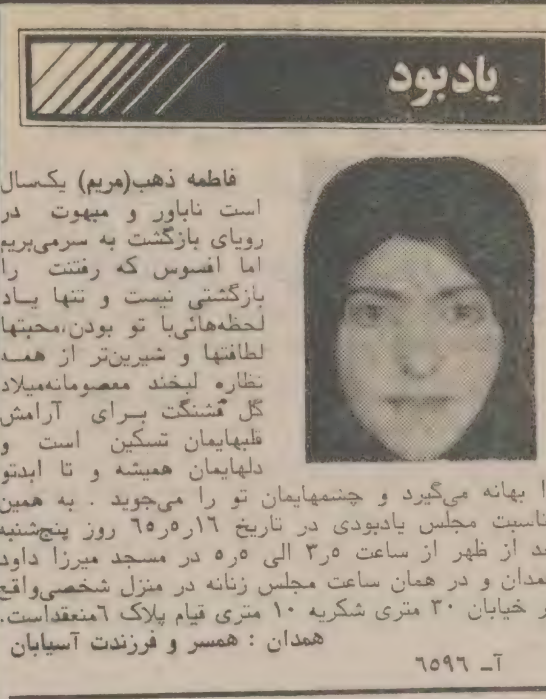 یادبود
فاطمه ذهب(مریم) یکسال
است ناباور و مبهوت در
رویای بازگشت به سرمی‌بریم
اما افسوس که رفتنت را
بازگشتی نیست و تنها یاد
لحظه‌هائی‌با تو بودن،محبتها
لطافتها و شیرین‌تر از همه
نظاره لبخند معصومانه‌میلاد
گل قشنگت برای آرامش
قلبهایمان تسکین است و
دلهایمان همیشه و تا ابدتو
ا بهانه می‌گیرد و چشمهایمان تو را می‌جوید . به همین
ناسبت مجلس یادبودی در تاریخ ۱۶ر۵ر۶۵ روز پنج‌شنبه
عد از ظهر از ساعت ۳ر۵ الی ۵ر۵ در مسجد میرزا داود
همدان و در همان ساعت مجلس زنانه در منزل شخصی‌واقع
ر خیابان ۳۰ متری شکریه ۱۰ متری قیام پلاک ۶منعقداست.
همدان : همسر و فرزندت آسیابان
آ_ ۶۵۹۶